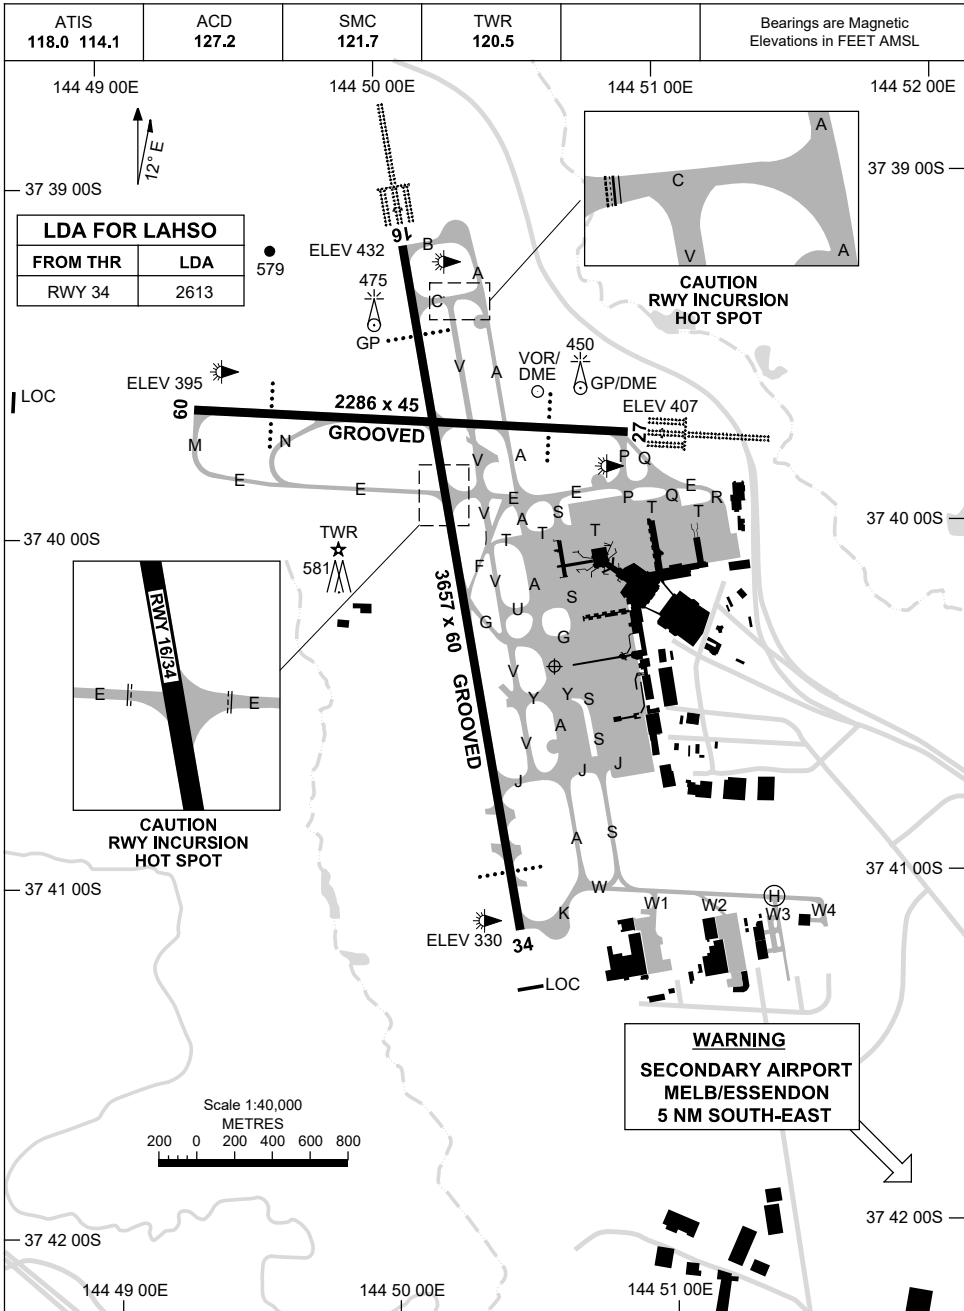 ATIS
118.0 114.1
ACD
127.2
SMC
121.7
TWR
120.5
Bearings are Magnetic
Elevations in FEET AMSL
144 49 00E
144 50 00E
144 51 00E
144 52 00E
12° E
37 39 00S
37 39 00S
A
C
V
A
CAUTION
RWY INCURSION
HOT SPOT
LDA FOR LAHSO
FROM THR
LDA
RWY 34
2613
579
ELEV 432
16
B
A
C
475
GP
V
A
VOR/
DME
450
GP/DME
LOC
ELEV 395
09
2286 x 45
GROOVED
ELEV 407
27
M
N
E
E
V
A
P
Q
E
E
E
P
Q
R
S
T
T
V
A
T
T
T
37 40 00S
37 40 00S
TWR
581
F
V
A
S
U
G
G
3657 x 60 GROOVED
RWY 16/34
E
E
CAUTION
RWY INCURSION
HOT SPOT
V
Y
Y
S
A
V
S
J
J
J
A
S
37 41 00S
37 41 00S
W
K
W1
W2
H
W3
W4
ELEV 330
34
LOC
WARNING
SECONDARY AIRPORT
MELB/ESSENDON
5 NM SOUTH-EAST
Scale 1:40,000
METRES
200 0 200 400 600 800
37 42 00S
37 42 00S
144 49 00E
144 50 00E
144 51 00E